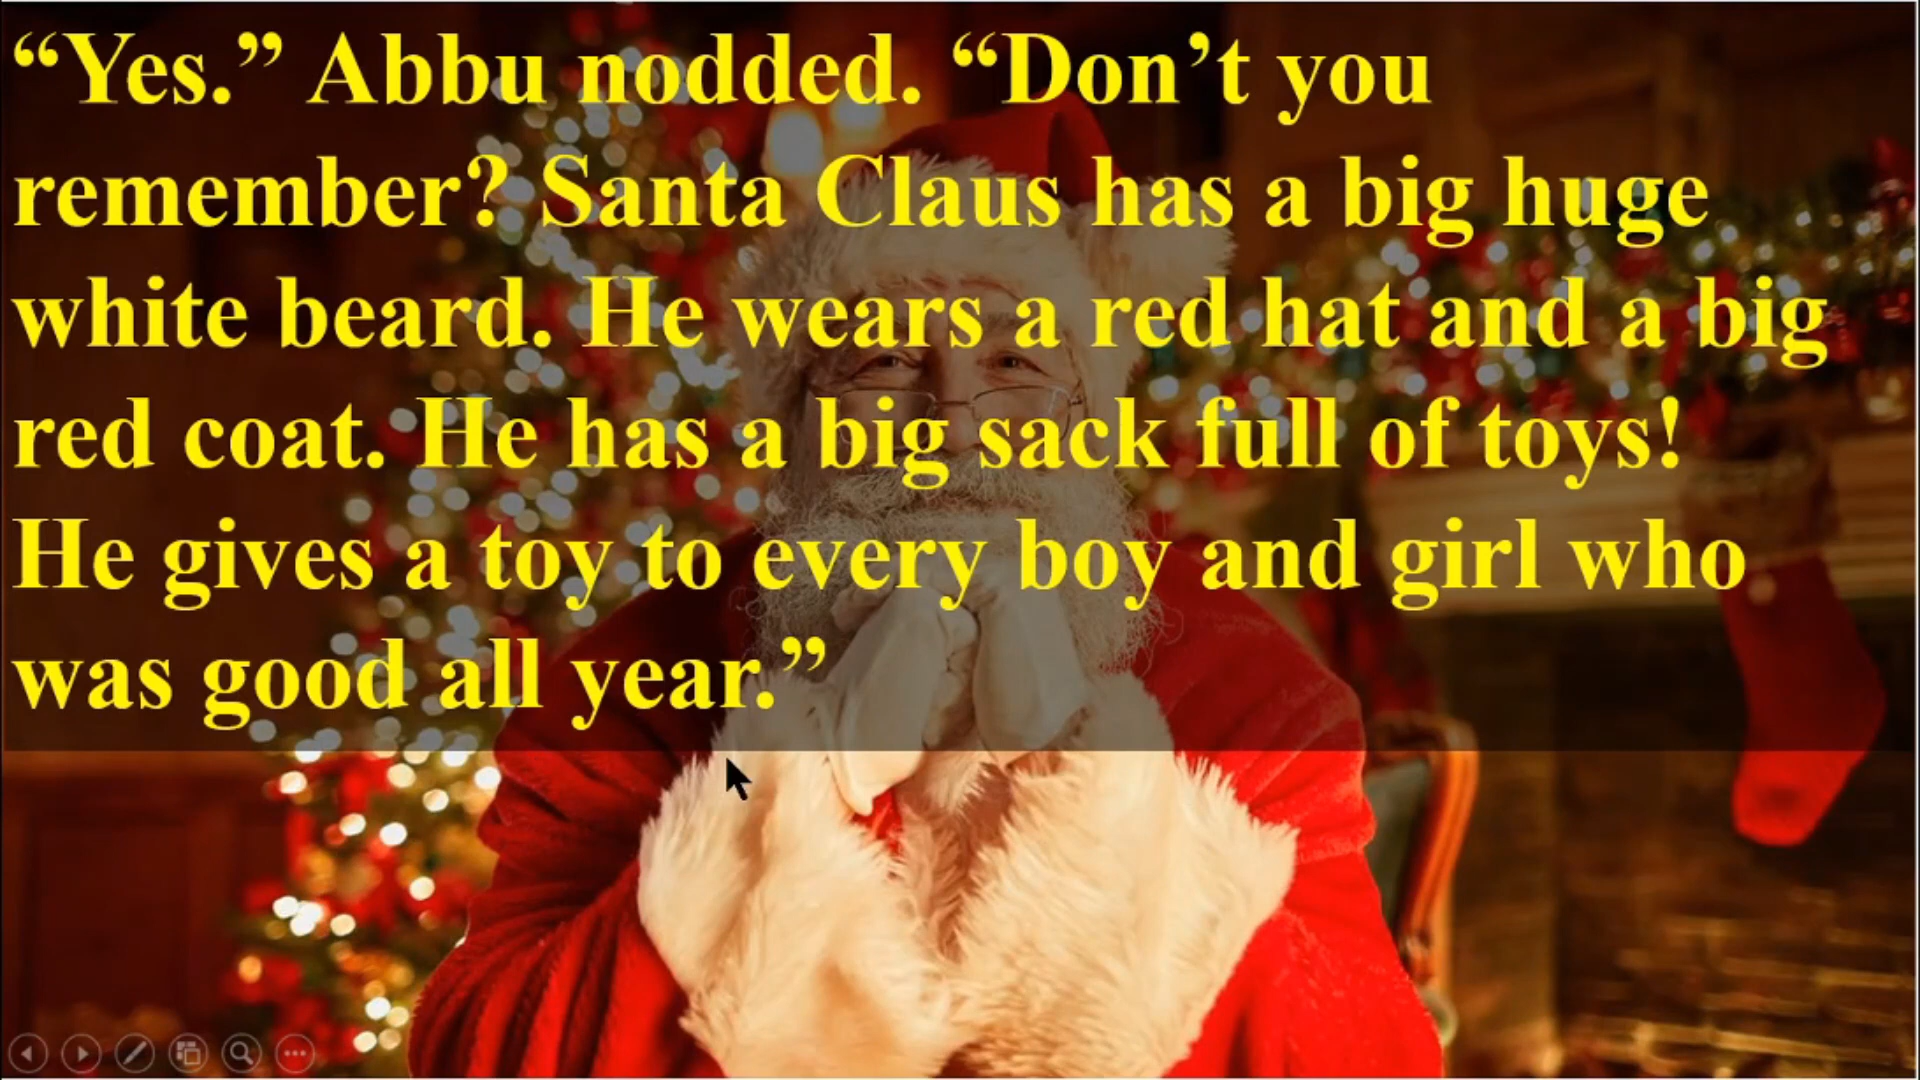 “Yes.” Abbu nodded. “Don’t you
remember? Santa Claus has a big huge
white beard. He wears a red hat and a big
red coat. He has a big sack full of toys!
He gives a toy to every boy and girl who
was good all year.”